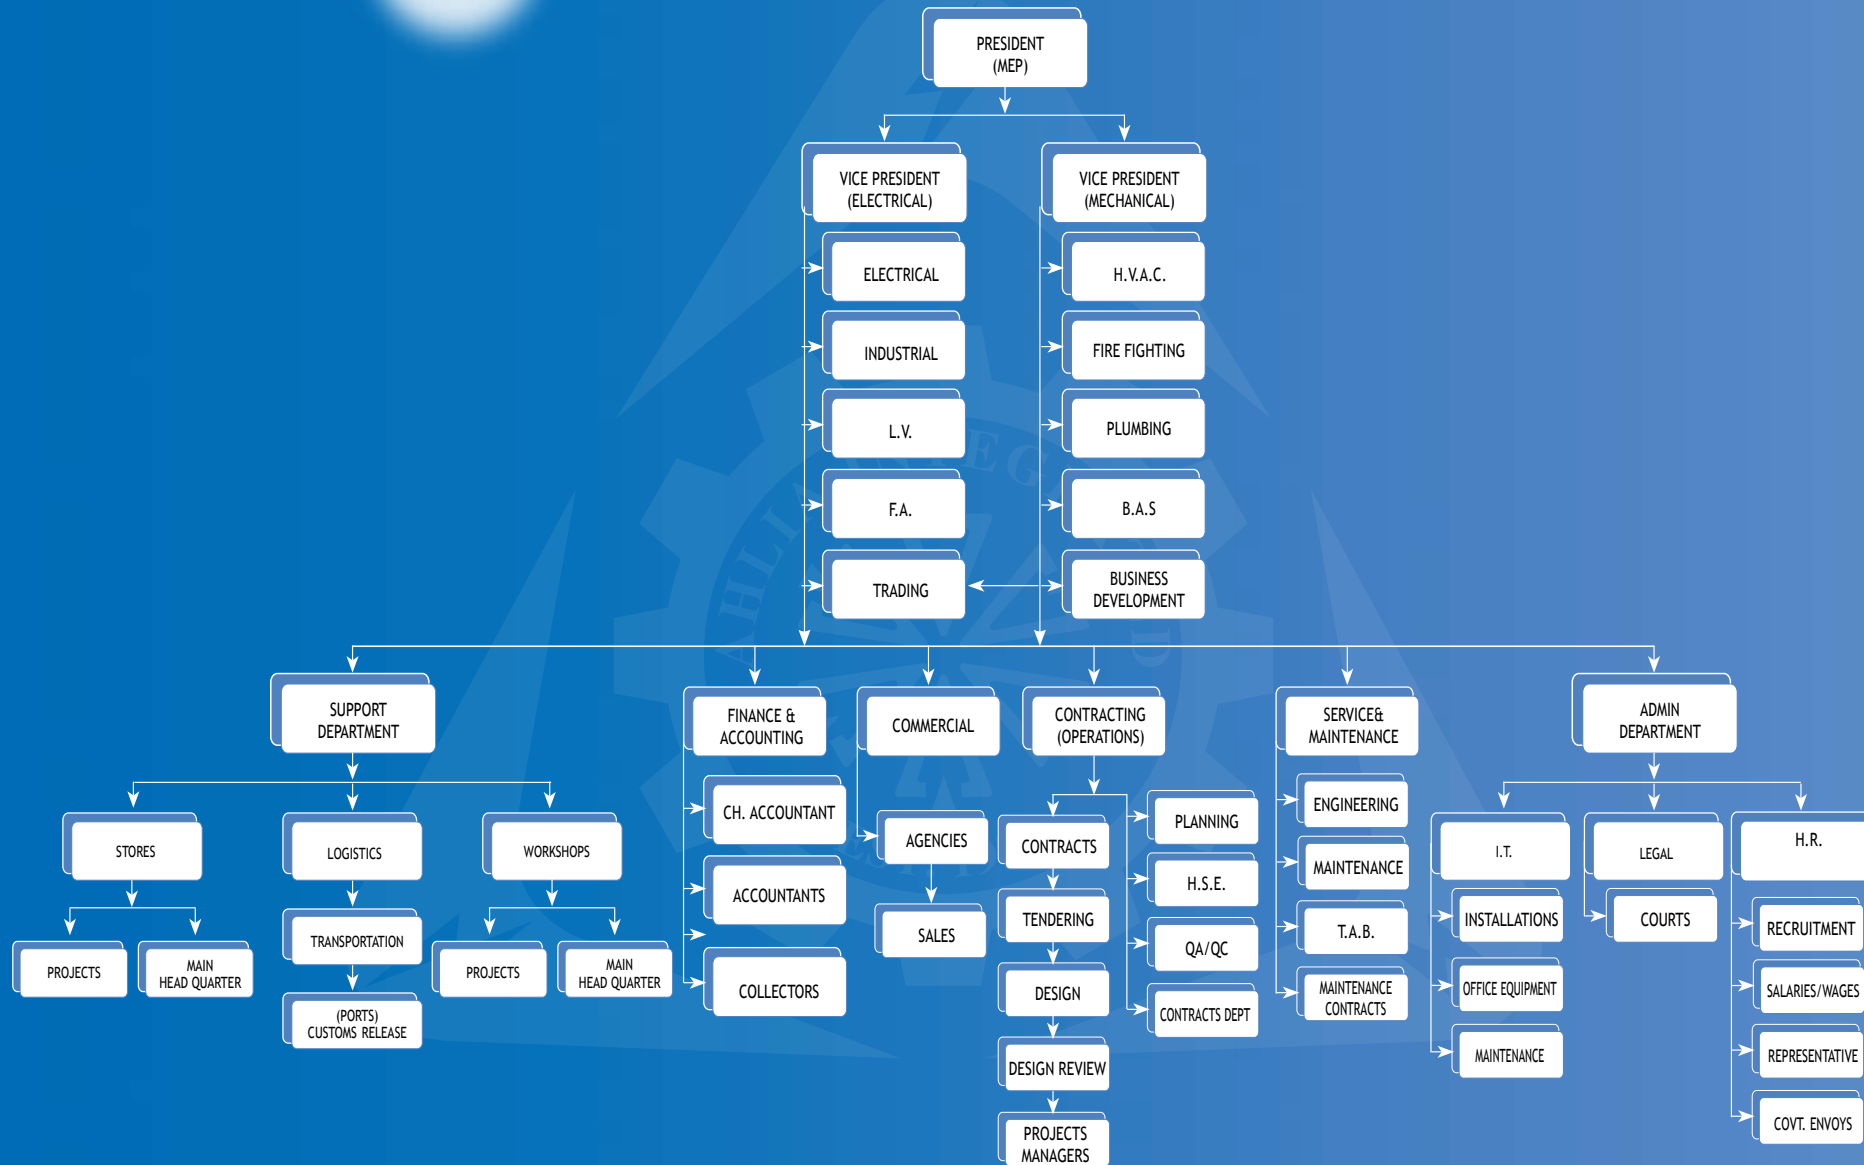 PRESIDENT
(MEP)
VICE PRESIDENT
(ELECTRICAL)
VICE PRESIDENT
(MECHANICAL)
ELECTRICAL
H.V.A.C.
INDUSTRIAL
FIRE FIGHTING
L.V.
PLUMBING
F.A.
B.A.S
TRADING
BUSINESS
DEVELOPMENT
SUPPORT
DEPARTMENT
FINANCE &
ACCOUNTING
COMMERCIAL
CONTRACTING
(OPERATIONS)
SERVICE&
MAINTENANCE
ADMIN
DEPARTMENT
STORES
LOGISTICS
WORKSHOPS
PROJECTS
MAIN
HEAD QUARTER
TRANSPORTATION
(PORTS)
CUSTOMS RELEASE
PROJECTS
MAIN
HEAD QUARTER
CH. ACCOUNTANT
ACCOUNTANTS
COLLECTORS
AGENCIES
SALES
CONTRACTS
TENDERING
DESIGN
DESIGN REVIEW
PROJECTS
MANAGERS
PLANNING
H.S.E.
QA/QC
CONTRACTS DEPT
ENGINEERING
MAINTENANCE
T.A.B.
MAINTENANCE
CONTRACTS
I.T.
INSTALLATIONS
OFFICE EQUIPMENT
MAINTENANCE
LEGAL
COURTS
H.R.
RECRUITMENT
SALARIES/WAGES
REPRESENTATIVE
COVT. ENVOYS